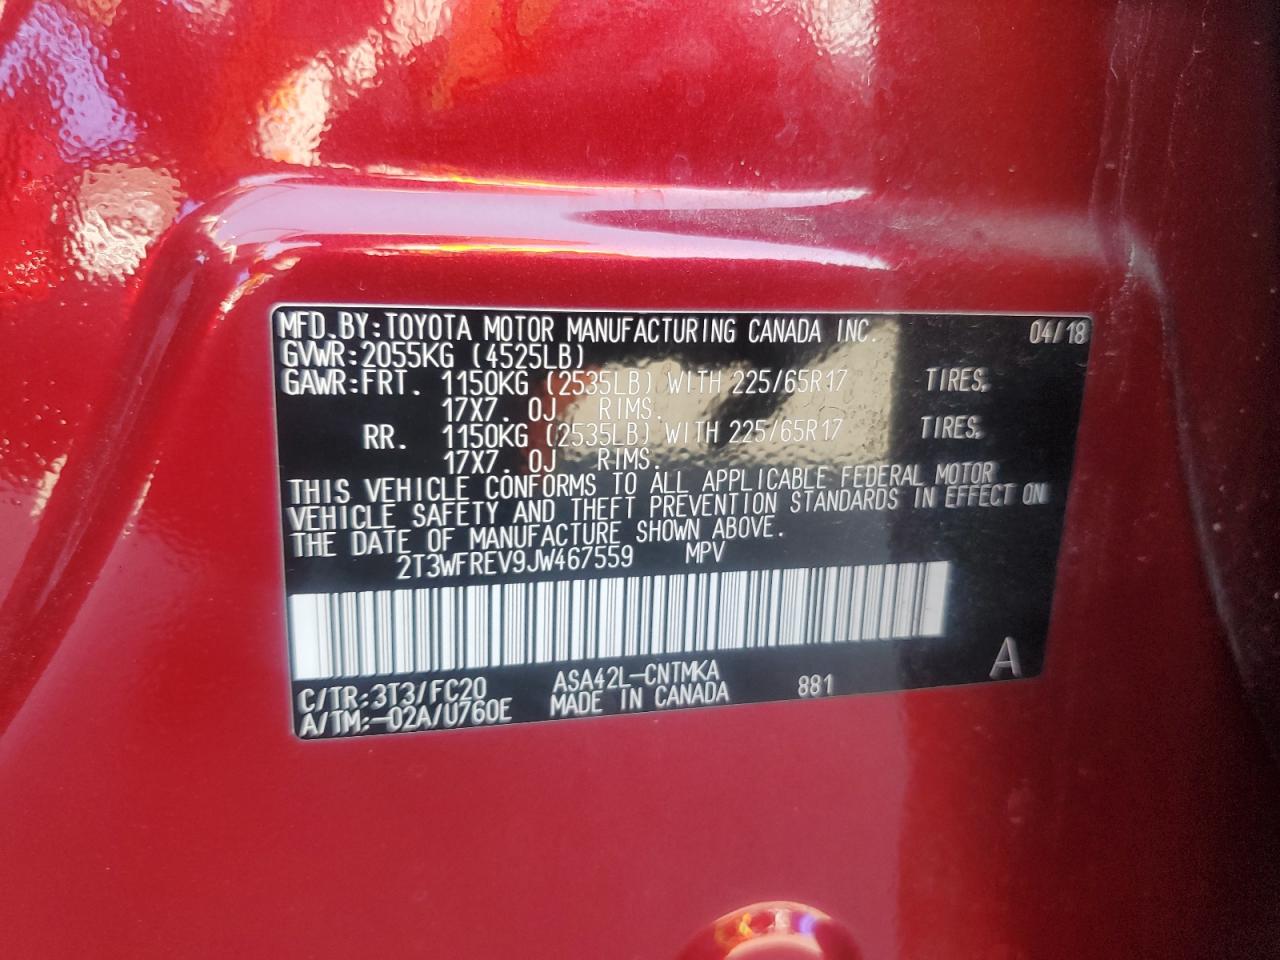 MFD.BY:TOYOTA MOTOR MANUFACTURING CANADA INC. 04/18
GVWR:2055KG (4525LB)
GAWR:FRT. 1150KG (2535LB) WITH 225/65R17 TIRES,
17X7.0J RIMS.
RR. 1150KG (2535LB) WITH 225/65R17 TIRES,
17X7.0J RIMS.
THIS VEHICLE CONFORMS TO ALL APPLICABLE FEDERAL MOTOR
VEHICLE SAFETY AND THEFT PREVENTION STANDARDS IN EFFECT ON
THE DATE OF MANUFACTURE SHOWN ABOVE.
2T3WFREV9JW467559 MPV
A
C/TR:3T3/FC20 ASA42L-CNTMKA
A/TM:-02A/U760E MADE IN CANADA 881